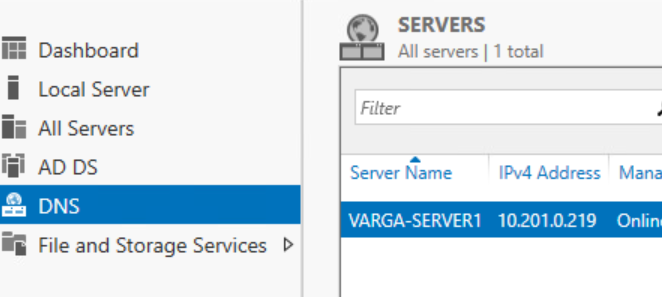 Dashboard
Local Server
All Servers
AD DS
DNS
File and Storage Services
SERVERS
All servers | 1 total
Filter
Server Name IPv4 Address Mana
VARGA-SERVER1 10.201.0.219 Online